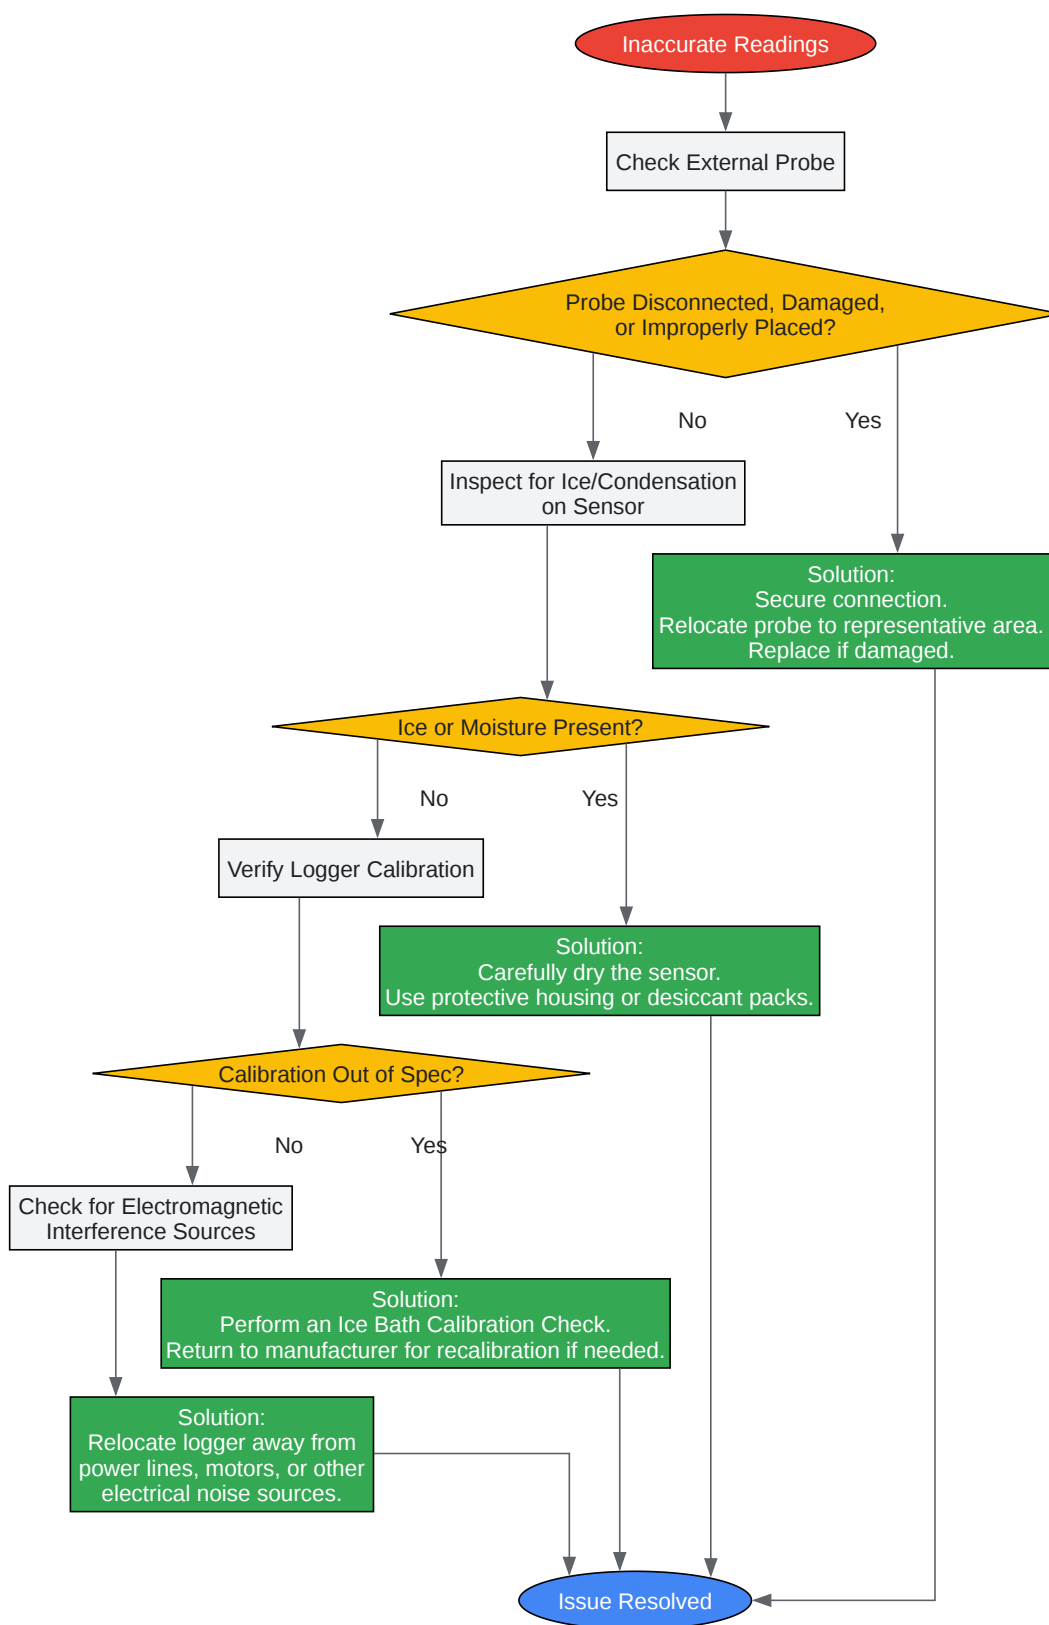 Inaccurate Readings
Check External Probe
Probe Disconnected, Damaged,
or Improperly Placed?
No
Yes
Inspect for Ice/Condensation
on Sensor
Solution:
Secure connection.
Relocate probe to representative area.
Replace if damaged.
Ice or Moisture Present?
No
Yes
Verify Logger Calibration
Solution:
Carefully dry the sensor.
Use protective housing or desiccant packs.
Calibration Out of Spec?
No
Yes
Check for Electromagnetic
Interference Sources
Solution:
Perform an Ice Bath Calibration Check.
Return to manufacturer for recalibration if needed.
Solution:
Relocate logger away from
power lines, motors, or other
electrical noise sources.
Issue Resolved